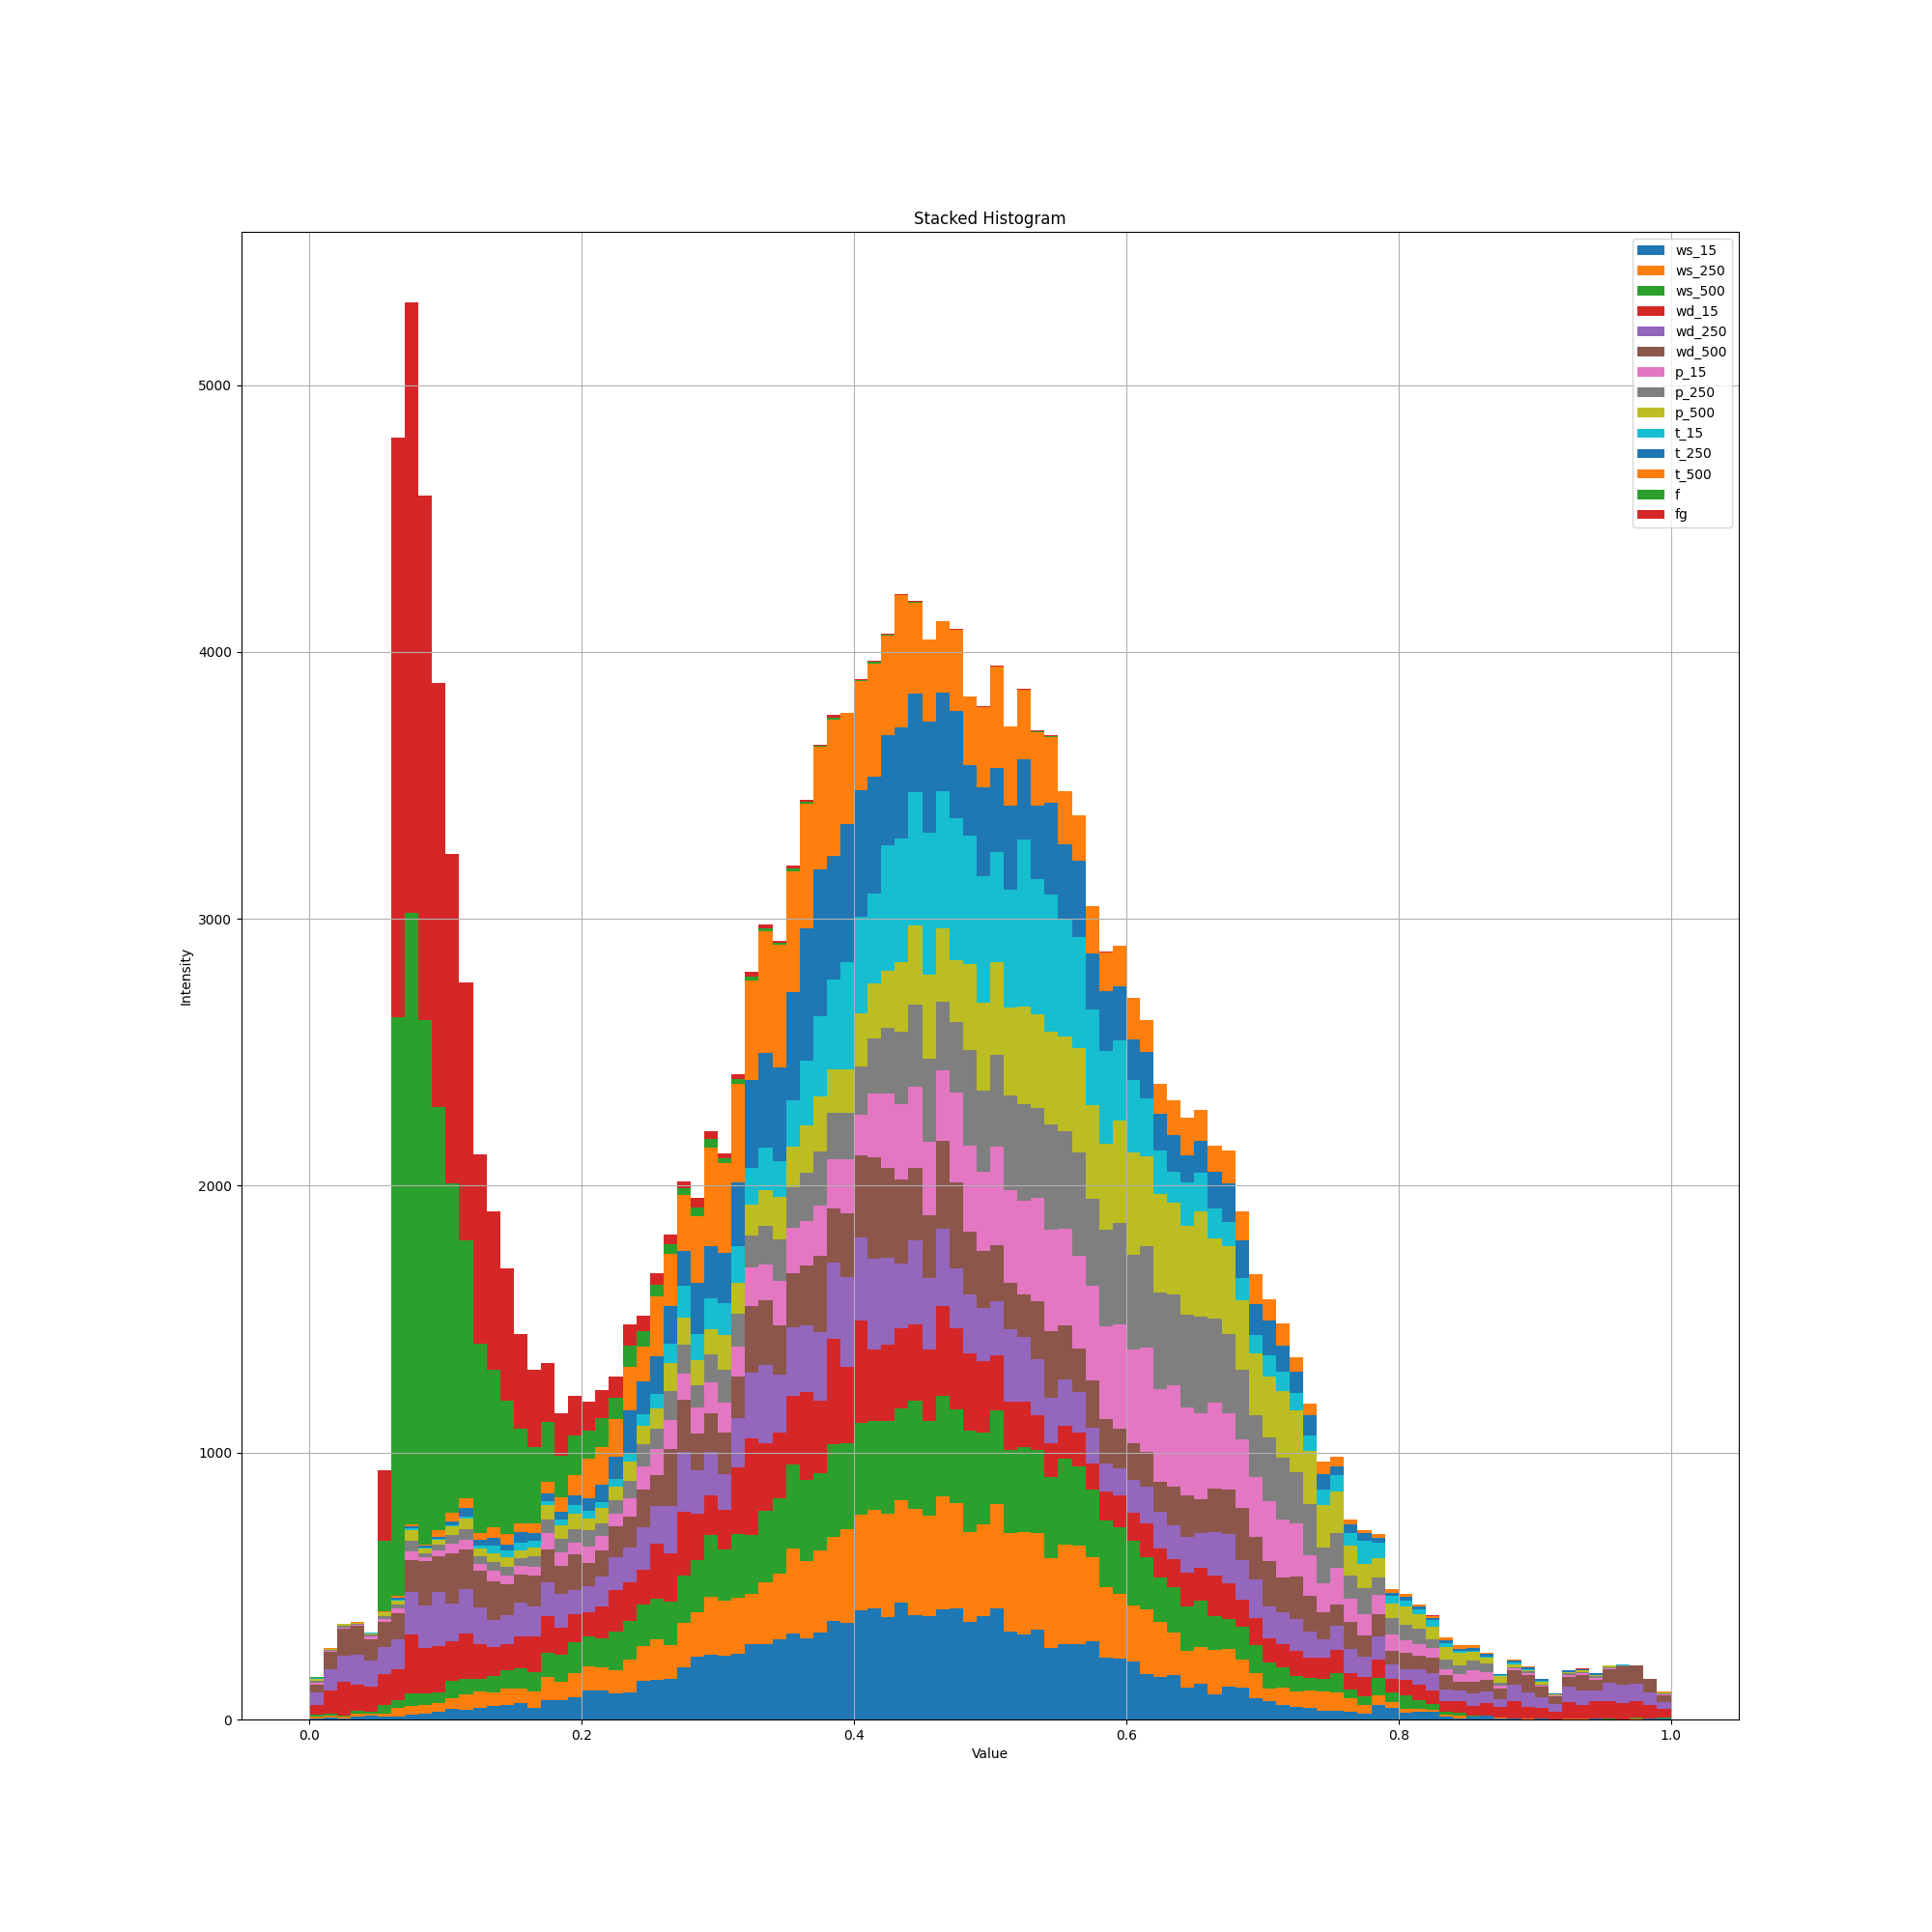 Stacked Histogram
ws_15
ws_250
ws_500
wd_15
wd_250
wd_500
p_15
p_250
p_500
t_15
t_250
t_500
f
fg
5000
4000
3000
2000
1000
0
Intensity
0.0 0.2 0.4 0.6 0.8 1.0
Value